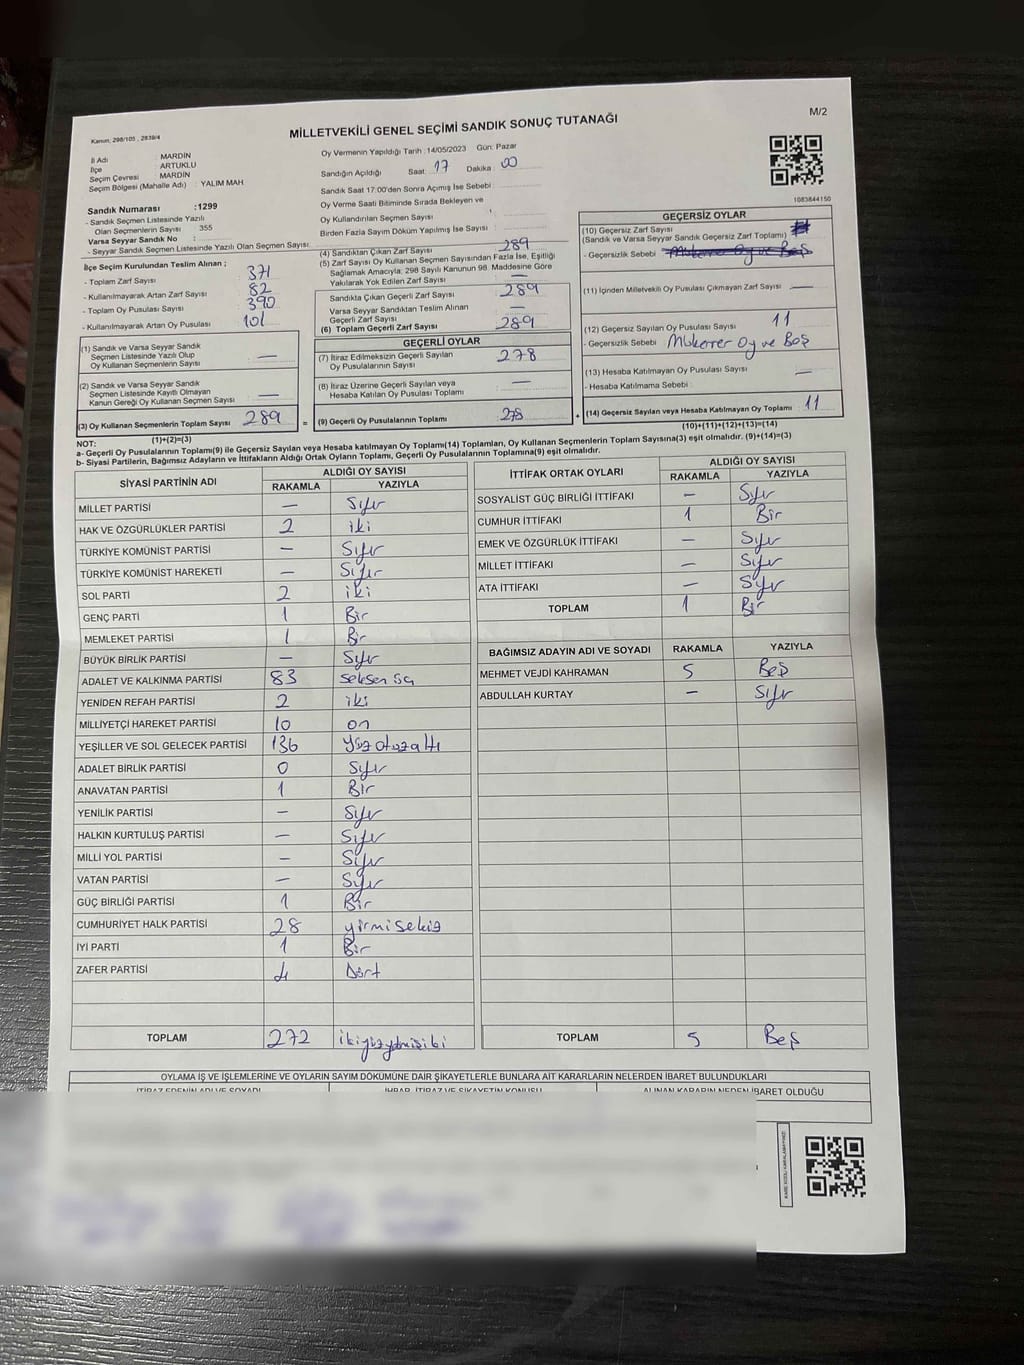 M/2
Kanun: 298/105 , 2839/4
MİLLETVEKİLİ GENEL SEÇİMİ SANDIK SONUÇ TUTANAĞI
İl Adı : MARDİN
İlçe : ARTUKLU
Seçim Çevresi : MARDİN
Seçim Bölgesi (Mahalle Adı) : YALIM MAH
Sandık Numarası : 1299
- Sandık Seçmen Listesinde Yazılı
Olan Seçmenlerin Sayısı : 355
Varsa Seyyar Sandık No :
- Seyyar Sandık Seçmen Listesinde Yazılı Olan Seçmen Sayısı
Oy Vermenin Yapıldığı Tarih : 14/05/2023 Gün: Pazar
Sandığın Açıldığı Saat: 17 Dakika 00
Sandık Saat 17:00'den Sonra Açımış İse Sebebi :
Oy Verme Saati Bitiminde Sırada Bekleyen ve
Oy Kullandırılan Seçmen Sayısı :
Birden Fazla Sayım Döküm Yapılmış İse Sayısı :
1083844150
İlçe Seçim Kurulundan Teslim Alınan ;
- Toplam Zarf Sayısı 371
- Kullanılmayarak Artan Zarf Sayısı 82
- Toplam Oy Pusulası Sayısı 390
- Kullanılmayarak Artan Oy Pusulası 101
(1) Sandık ve Varsa Seyyar Sandık
Seçmen Listesinde Yazılı Olup
Oy Kullanan Seçmenlerin Sayısı —
(2) Sandık ve Varsa Seyyar Sandık
Seçmen Listesinde Kayıtlı Olmayan
Kanun Gereği Oy Kullanan Seçmen Sayısı —
(3) Oy Kullanan Seçmenlerin Toplam Sayısı 289 =
(1)+(2)=(3)
(4) Sandıktan Çıkan Zarf Sayısı 289
(5) Zarf Sayısı Oy Kullanan Seçmen Sayısından Fazla İse, Eşitliği
Sağlamak Amacıyla; 298 Sayılı Kanunun 98. Maddesine Göre
Yakılarak Yok Edilen Zarf Sayısı —
Sandıkta Çıkan Geçerli Zarf Sayısı 289
Varsa Seyyar Sandıktan Teslim Alınan
Geçerli Zarf Sayısı —
(6) Toplam Geçerli Zarf Sayısı 289
GEÇERLİ OYLAR
(7) İtiraz Edilmeksizin Geçerli Sayılan
Oy Pusulalarının Sayısı 278
(8) İtiraz Üzerine Geçerli Sayılan veya
Hesaba Katılan Oy Pusulası Toplamı —
(9) Geçerli Oy Pusulalarının Toplamı 278 +
GEÇERSİZ OYLAR
(10) Geçersiz Zarf Sayısı
(Sandık ve Varsa Seyyar Sandık Geçersiz Zarf Toplamı)
- Geçersizlik Sebebi : Mükerrer Oy ve Boş
(11) İçinden Milletvekili Oy Pusulası Çıkmayan Zarf Sayısı —
(12) Geçersiz Sayılan Oy Pusulası Sayısı 11
- Geçersizlik Sebebi : Mükerrer Oy ve Boş
(13) Hesaba Katılmayan Oy Pusulası Sayısı —
- Hesaba Katılmama Sebebi :
(14) Geçersiz Sayılan veya Hesaba Katılmayan Oy Toplamı 11
(10)+(11)+(12)+(13)=(14)
NOT:
a- Geçerli Oy Pusulalarının Toplamı(9) ile Geçersiz Sayılan veya Hesaba katılmayan Oy Toplamı(14) Toplamları, Oy Kullanan Seçmenlerin Toplam Sayısına(3) eşit olmalıdır. (9)+(14)=(3)
b- Siyasi Partilerin, Bağımsız Adayların ve İttifakların Aldığı Ortak Oyların Toplamı, Geçerli Oy Pusulalarının Toplamına(9) eşit olmalıdır.
SİYASİ PARTİNİN ADI ALDIĞI OY SAYISI
RAKAMLA YAZIYLA
MİLLET PARTİSİ — Sıfır
HAK VE ÖZGÜRLÜKLER PARTİSİ 2 iki
TÜRKİYE KOMÜNİST PARTİSİ — Sıfır
TÜRKİYE KOMÜNİST HAREKETİ — Sıfır
SOL PARTİ 2 iki
GENÇ PARTİ 1 Bir
MEMLEKET PARTİSİ 1 Bir
BÜYÜK BİRLİK PARTİSİ — Sıfır
ADALET VE KALKINMA PARTİSİ 83 seksen üç
YENİDEN REFAH PARTİSİ 2 iki
MİLLİYETÇİ HAREKET PARTİSİ 10 on
YEŞİLLER VE SOL GELECEK PARTİSİ 136 yüz otuz altı
ADALET BİRLİK PARTİSİ 0 Sıfır
ANAVATAN PARTİSİ 1 Bir
YENİLİK PARTİSİ — Sıfır
HALKIN KURTULUŞ PARTİSİ — Sıfır
MİLLİ YOL PARTİSİ — Sıfır
VATAN PARTİSİ — Sıfır
GÜÇ BİRLİĞİ PARTİSİ 1 Bir
CUMHURİYET HALK PARTİSİ 28 yirmi sekiz
İYİ PARTİ 1 Bir
ZAFER PARTİSİ 4 Dört
TOPLAM 272 ikiyüzyetmişiki
İTTİFAK ORTAK OYLARI ALDIĞI OY SAYISI
RAKAMLA YAZIYLA
SOSYALİST GÜÇ BİRLİĞİ İTTİFAKI — Sıfır
CUMHUR İTTİFAKI 1 Bir
EMEK VE ÖZGÜRLÜK İTTİFAKI — Sıfır
MİLLET İTTİFAKI — Sıfır
ATA İTTİFAKI — Sıfır
TOPLAM 1 Bir
BAĞIMSIZ ADAYIN ADI VE SOYADI RAKAMLA YAZIYLA
MEHMET VEJDİ KAHRAMAN 5 Beş
ABDULLAH KURTAY — Sıfır
TOPLAM 5 Beş
OYLAMA İŞ VE İŞLEMLERİNE VE OYLARIN SAYIM DÖKÜMÜNE DAİR ŞİKAYETLERLE BUNLARA AİT KARARLARIN NELERDEN İBARET BULUNDUKLARI
İTİRAZ EDENİN ADI VE SOYADI İHBAR, İTİRAZ VE ŞİKAYETİN KONUSU ALINAN KARARIN NEDEN İBARET OLDUĞU